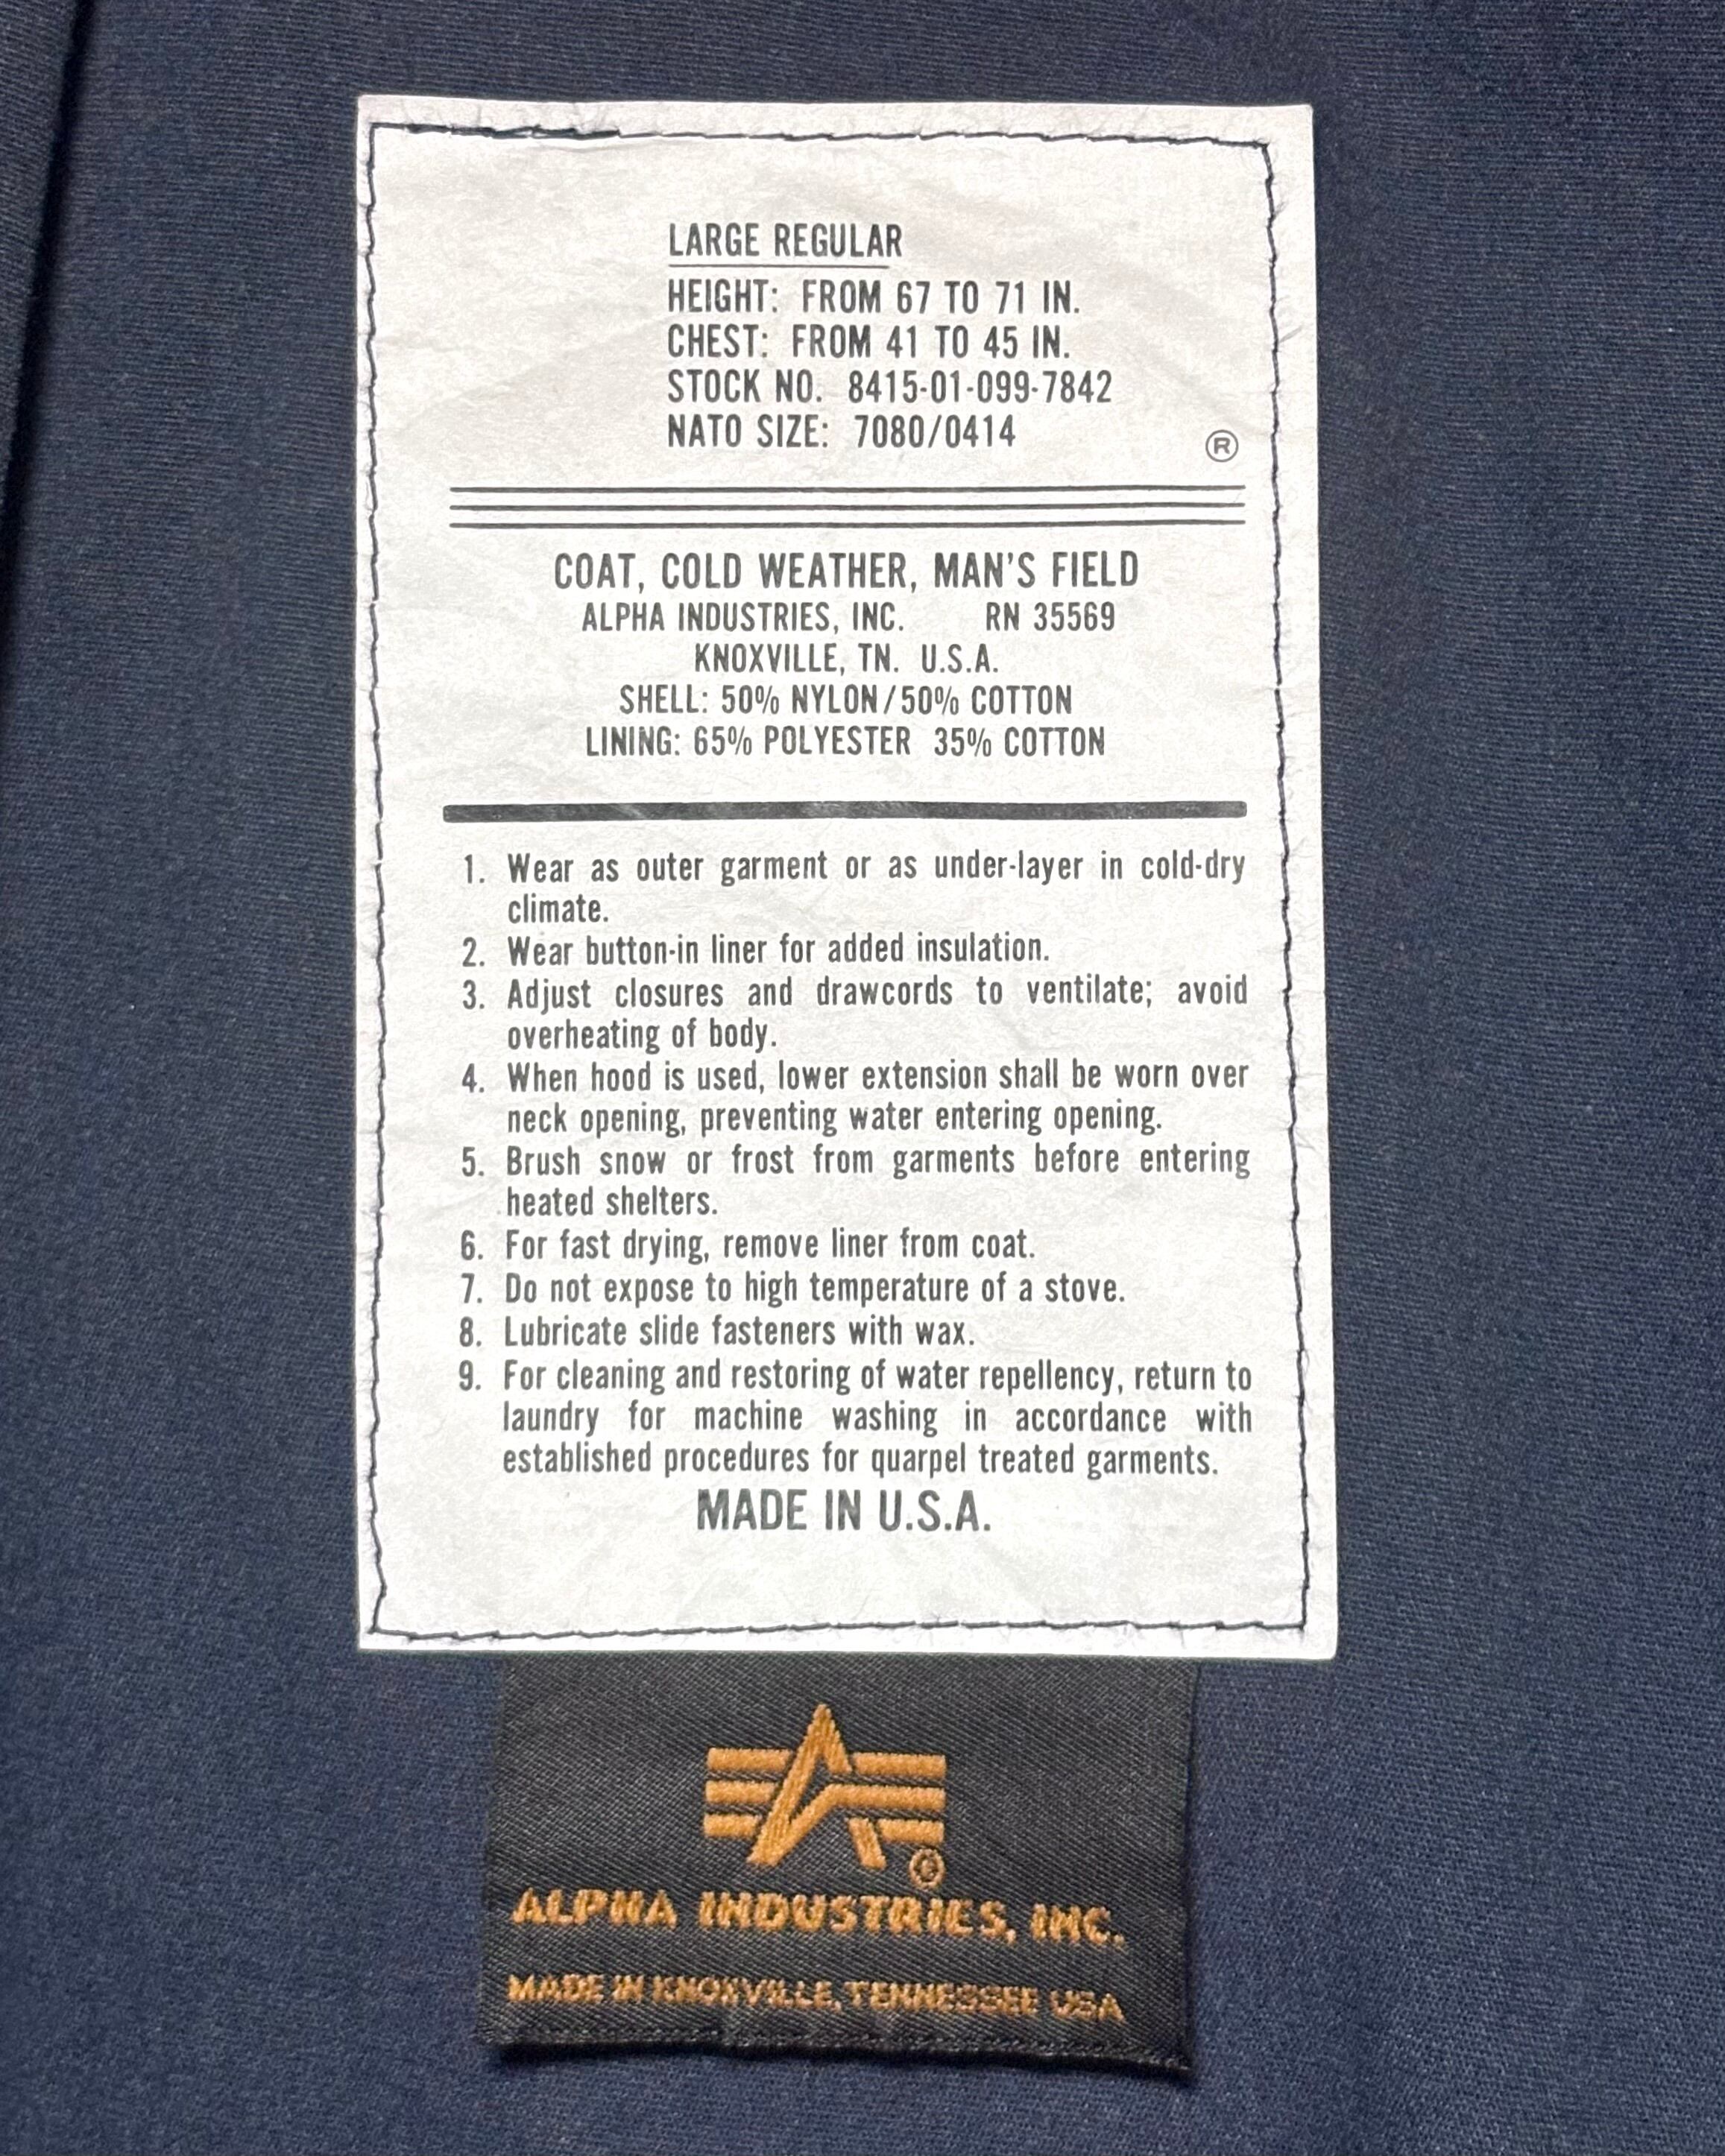 LARGE REGULAR
HEIGHT: FROM 67 TO 71 IN.
CHEST: FROM 41 TO 45 IN.
STOCK NO. 8415-01-099-7842
NATO SIZE: 7080/0414
®
COAT, COLD WEATHER, MAN'S FIELD
ALPHA INDUSTRIES, INC. RN 35569
KNOXVILLE, TN. U.S.A.
SHELL: 50% NYLON/50% COTTON
LINING: 65% POLYESTER 35% COTTON
1. Wear as outer garment or as under-layer in cold-dry
climate.
2. Wear button-in liner for added insulation.
3. Adjust closures and drawcords to ventilate; avoid
overheating of body.
4. When hood is used, lower extension shall be worn over
neck opening, preventing water entering opening.
5. Brush snow or frost from garments before entering
heated shelters.
6. For fast drying, remove liner from coat.
7. Do not expose to high temperature of a stove.
8. Lubricate slide fasteners with wax.
9. For cleaning and restoring of water repellency, return to
laundry for machine washing in accordance with
established procedures for quarpel treated garments.
MADE IN U.S.A.
ALPHA INDUSTRIES, INC.
MADE IN KNOXVILLE, TENNESSEE USA